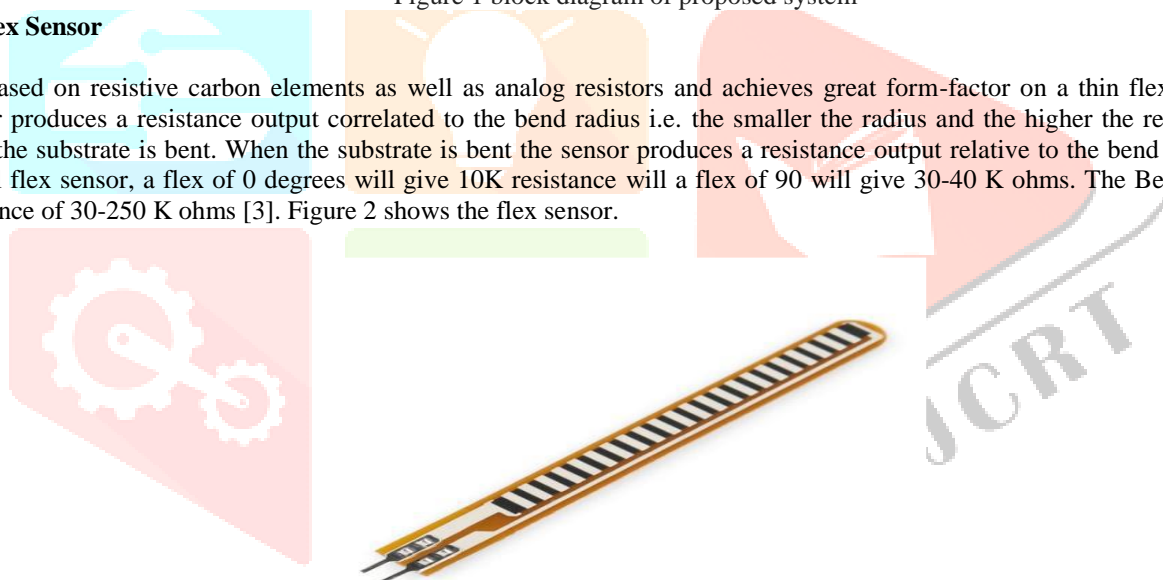 Figure 1 block diagram of proposed system
ex Sensor
ased on resistive carbon elements as well as analog resistors and achieves great form-factor on a thin flex
produces a resistance output correlated to the bend radius i.e. the smaller the radius and the higher the re
the substrate is bent. When the substrate is bent the sensor produces a resistance output relative to the bend
flex sensor, a flex of 0 degrees will give 10K resistance will a flex of 90 will give 30-40 K ohms. The Be
nce of 30-250 K ohms [3]. Figure 2 shows the flex sensor.
JCRT